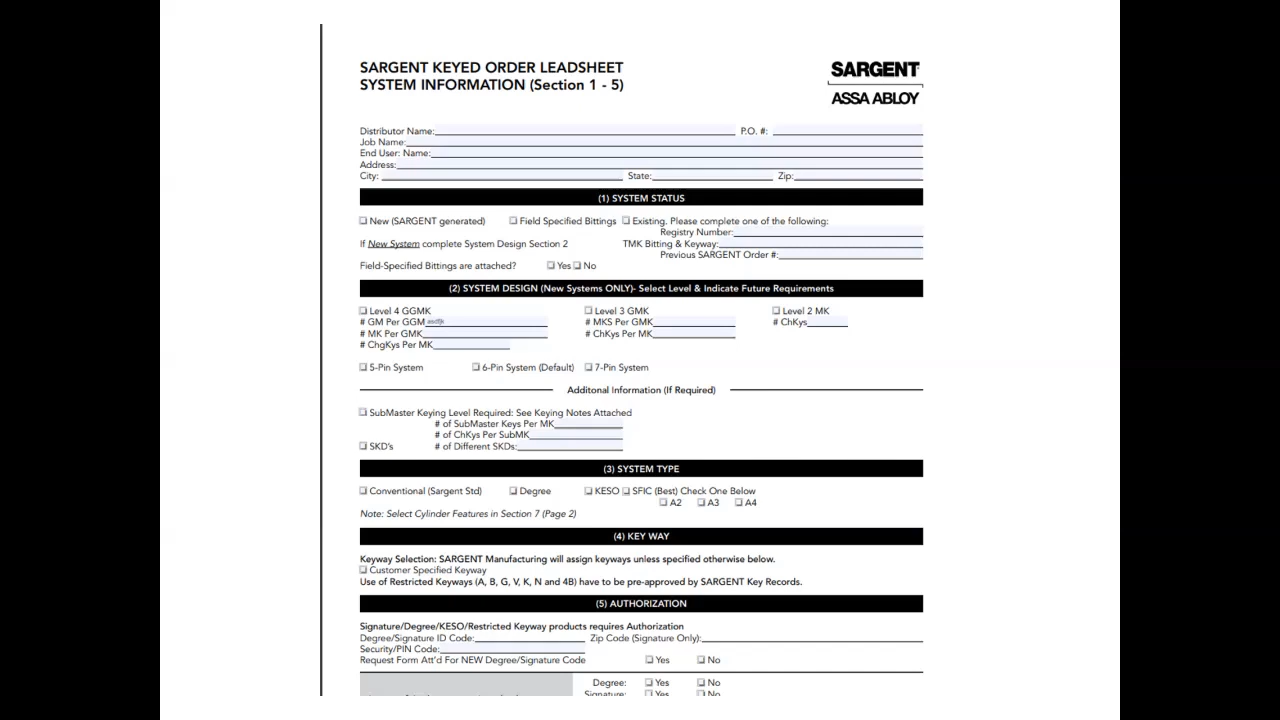 SARGENT KEYED ORDER LEADSHEET
SYSTEM INFORMATION (Section 1 - 5)
SARGENT
ASSA ABLOY
Distributor Name: P.O. #:
Job Name:
End User: Name:
Address:
City: State: Zip:
(1) SYSTEM STATUS
❑ New (SARGENT generated) ❑ Field Specified Bittings ❑ Existing. Please complete one of the following:
Registry Number:
If New System complete System Design Section 2 TMK Bitting & Keyway:
Previous SARGENT Order #:
Field-Specified Bittings are attached? ❑ Yes ❑ No
(2) SYSTEM DESIGN (New Systems ONLY)- Select Level & Indicate Future Requirements
❑ Level 4 GGMK ❑ Level 3 GMK ❑ Level 2 MK
# GM Per GGM # MKS Per GMK # ChKys
# MK Per GMK # ChKys Per MK
# ChgKys Per MK
❑ 5-Pin System ❑ 6-Pin System (Default) ❑ 7-Pin System
Additonal Information (If Required)
❑ SubMaster Keying Level Required: See Keying Notes Attached
# of SubMaster Keys Per MK
# of ChKys Per SubMK
❑ SKD's # of Different SKDs:
(3) SYSTEM TYPE
❑ Conventional (Sargent Std) ❑ Degree ❑ KESO ❑ SFIC (Best) Check One Below
❑ A2 ❑ A3 ❑ A4
Note: Select Cylinder Features in Section 7 (Page 2)
(4) KEY WAY
Keyway Selection: SARGENT Manufacturing will assign keyways unless specified otherwise below.
❑ Customer Specified Keyway
Use of Restricted Keyways (A, B, G, V, K, N and 4B) have to be pre-approved by SARGENT Key Records.
(5) AUTHORIZATION
Signature/Degree/KESO/Restricted Keyway products requires Authorization
Degree/Signature ID Code: Zip Code (Signature Only):
Security/PIN Code:
Request Form Att'd For NEW Degree/Signature Code ❑ Yes ❑ No
Degree: ❑ Yes ❑ No
Signature: ❑ Yes ❑ No